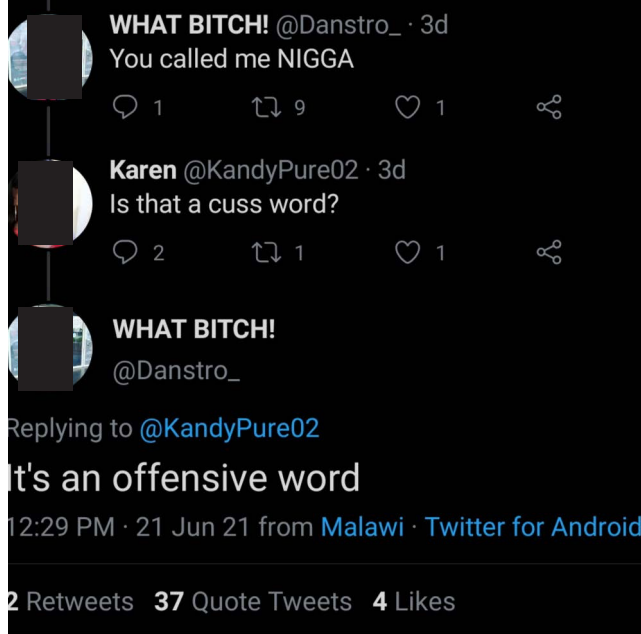 WHAT BITCH! @Danstro_ · 3d
You called me NIGGA
1 9 1
Karen @KandyPure02 · 3d
Is that a cuss word?
2 1 1
WHAT BITCH!
@Danstro_
Replying to @KandyPure02
It's an offensive word
12:29 PM · 21 Jun 21 from Malawi · Twitter for Android
2 Retweets 37 Quote Tweets 4 Likes